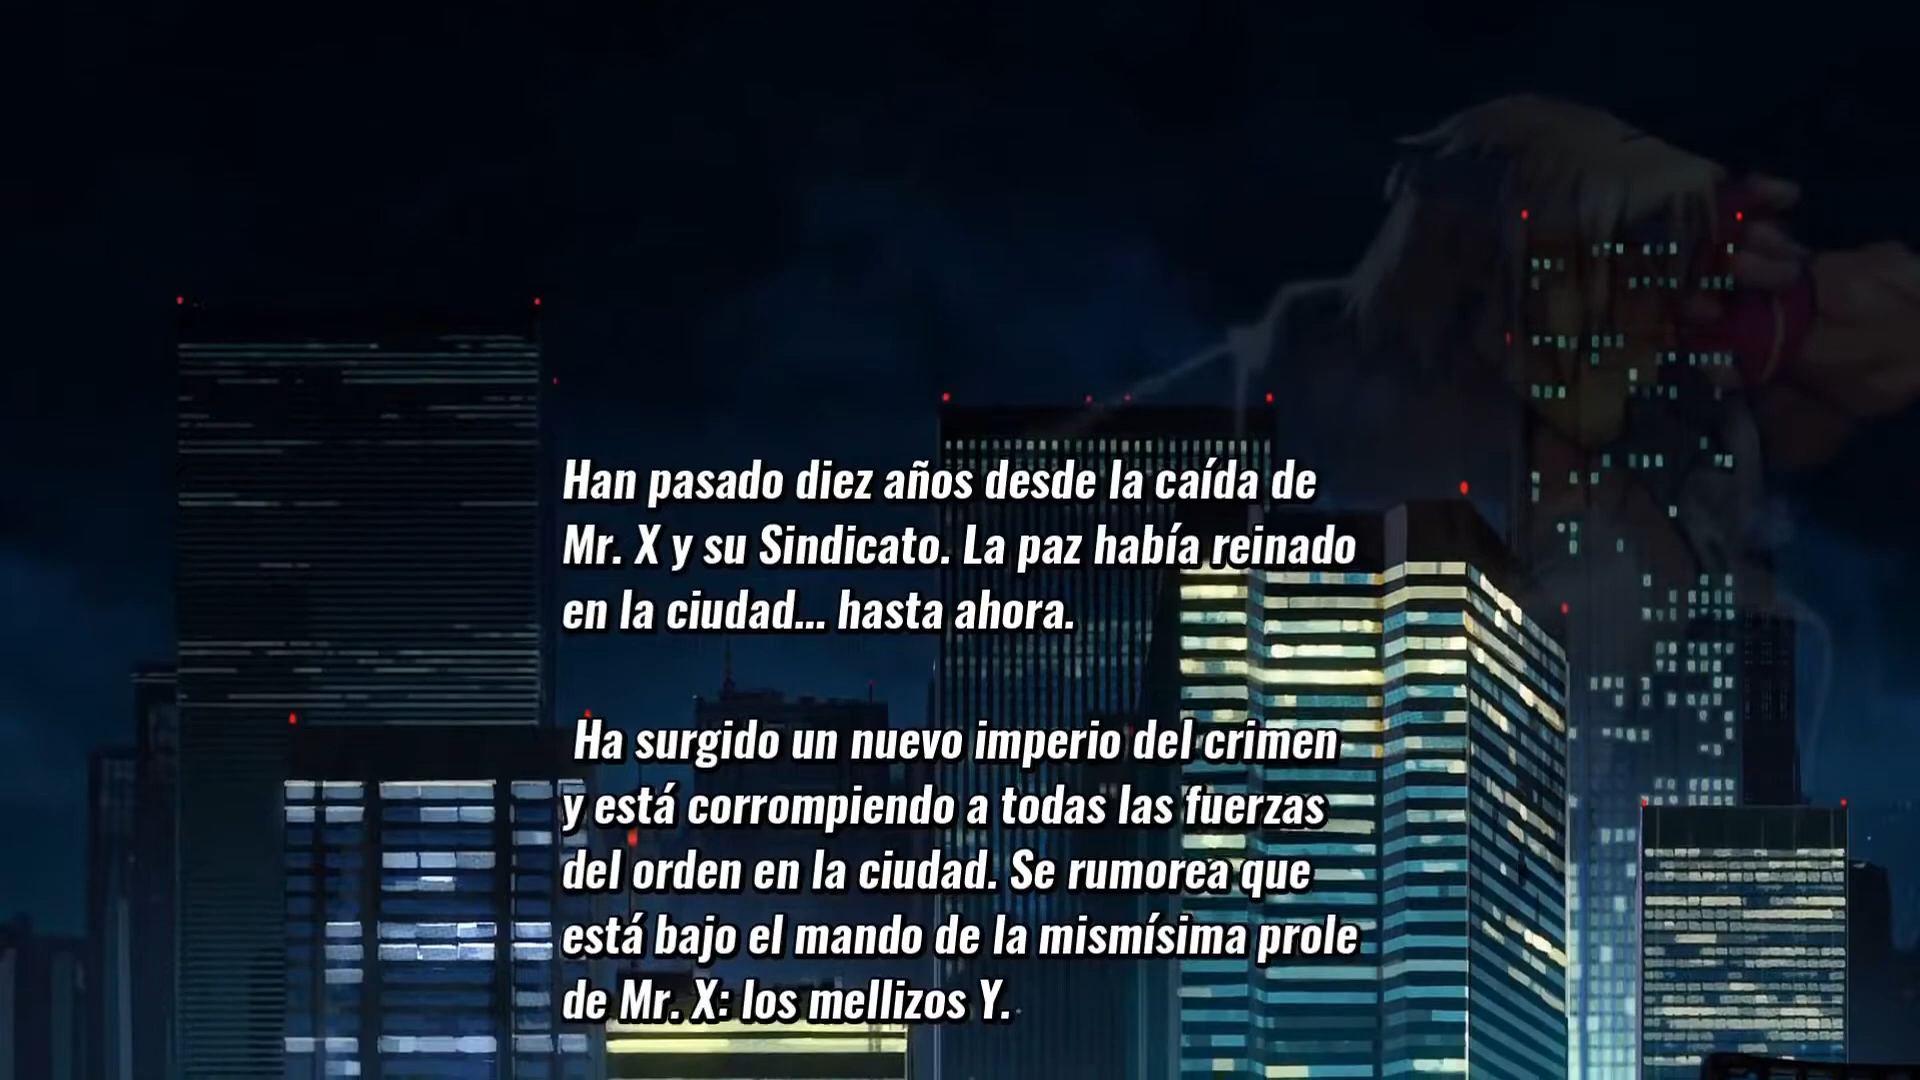 Han pasado diez años desde la caída de
Mr. X y su Sindicato. La paz había reinado
en la ciudad... hasta ahora.
Ha surgido un nuevo imperio del crimen
y está corrompiendo a todas las fuerzas
del orden en la ciudad. Se rumorea que
está bajo el mando de la mismísima prole
de Mr. X: los mellizos Y.